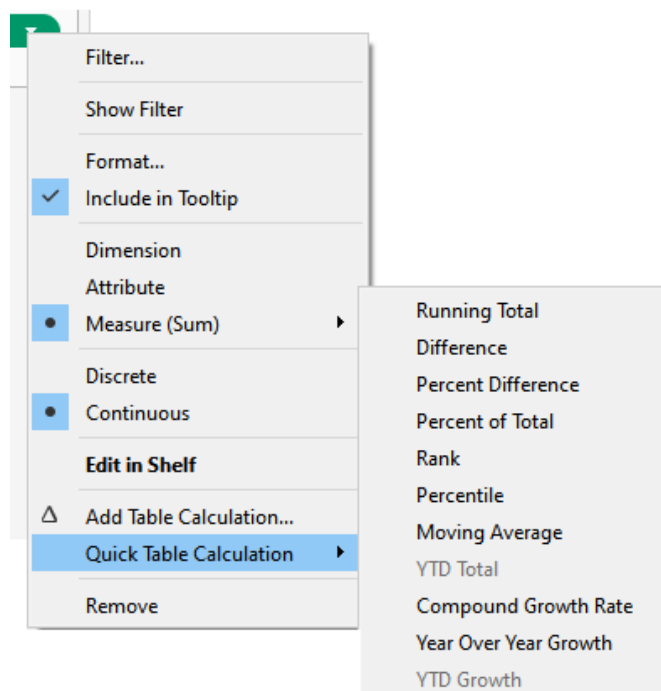 Filter...
Show Filter
Format...
Include in Tooltip
Dimension
Attribute
Measure (Sum)
Discrete
Continuous
Edit in Shelf
Add Table Calculation...
Quick Table Calculation
Remove
Running Total
Difference
Percent Difference
Percent of Total
Rank
Percentile
Moving Average
YTD Total
Compound Growth Rate
Year Over Year Growth
YTD Growth